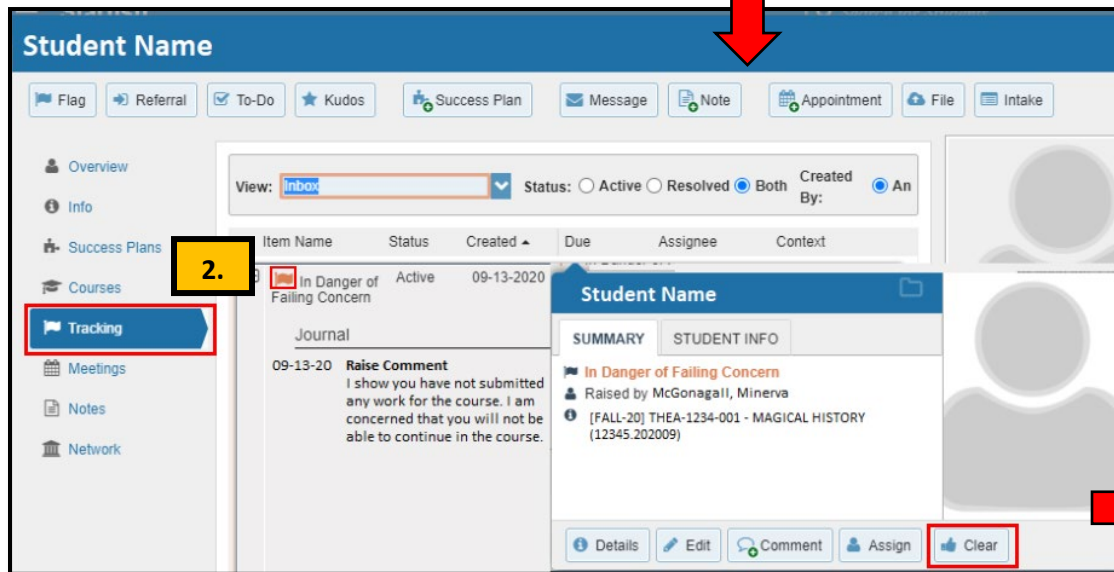 Student Name
Flag Referral To-Do Kudos Success Plan Message Note Appointment File Intake
Overview
Info
Success Plans
Courses
Tracking
Meetings
Notes
Network
View: Inbox Status: Active Resolved Both Created By: An
Item Name Status Created Due Assignee Context
2.
In Danger of Active 09-13-2020
Failing Concern
Journal
09-13-20 Raise Comment
I show you have not submitted
any work for the course. I am
concerned that you will not be
able to continue in the course.
Student Name
SUMMARY STUDENT INFO
In Danger of Failing Concern
Raised by McGonagall, Minerva
[FALL-20] THEA-1234-001 - MAGICAL HISTORY
(12345.202009)
Details Edit Comment Assign Clear